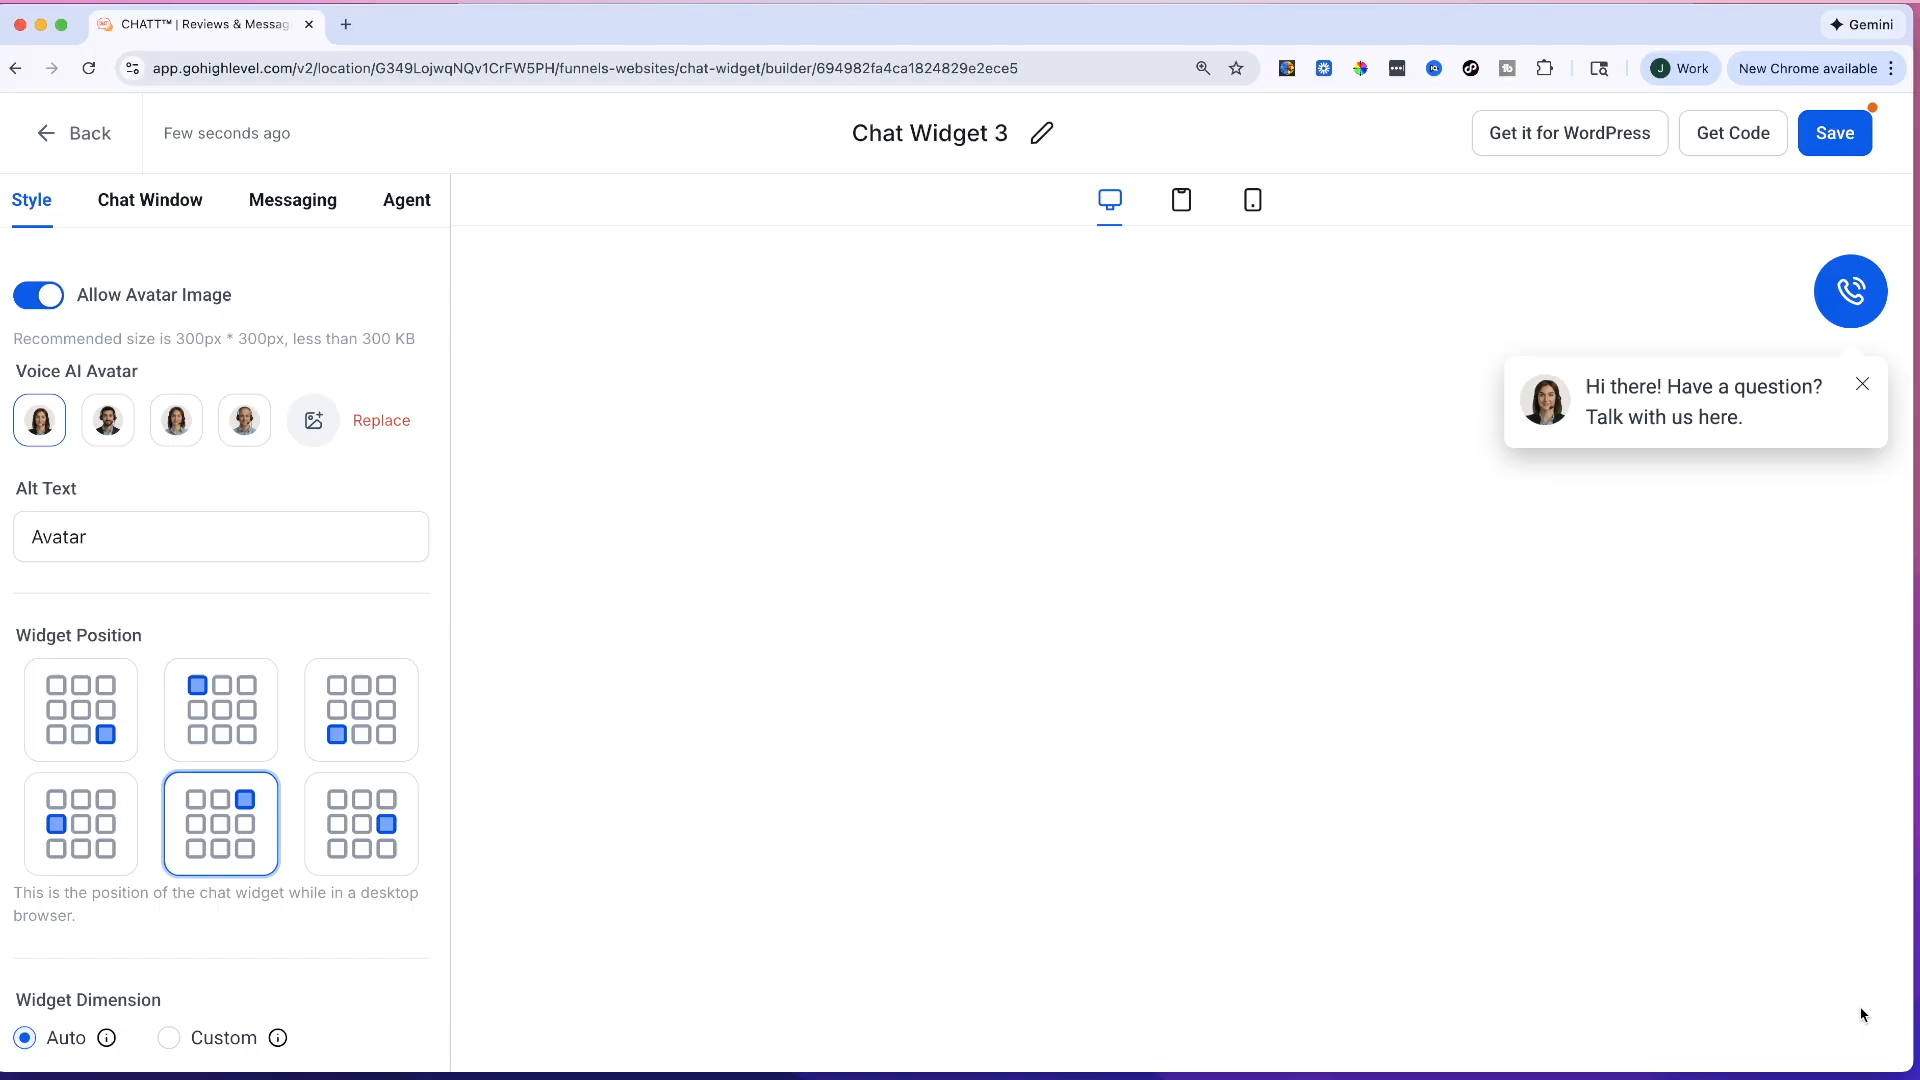 CHATT™ | Reviews & Messag
Gemini
app.gohighlevel.com/v2/location/G349LojwqNQv1CrFW5PH/funnels-websites/chat-widget/builder/694982fa4ca1824829e2ece5
J Work
New Chrome available
Back
Few seconds ago
Chat Widget 3
Get it for WordPress
Get Code
Save
Style
Chat Window
Messaging
Agent
Allow Avatar Image
Recommended size is 300px * 300px, less than 300 KB
Voice AI Avatar
Replace
Hi there! Have a question?
Talk with us here.
Alt Text
Avatar
Widget Position
This is the position of the chat widget while in a desktop
browser.
Widget Dimension
Auto
Custom